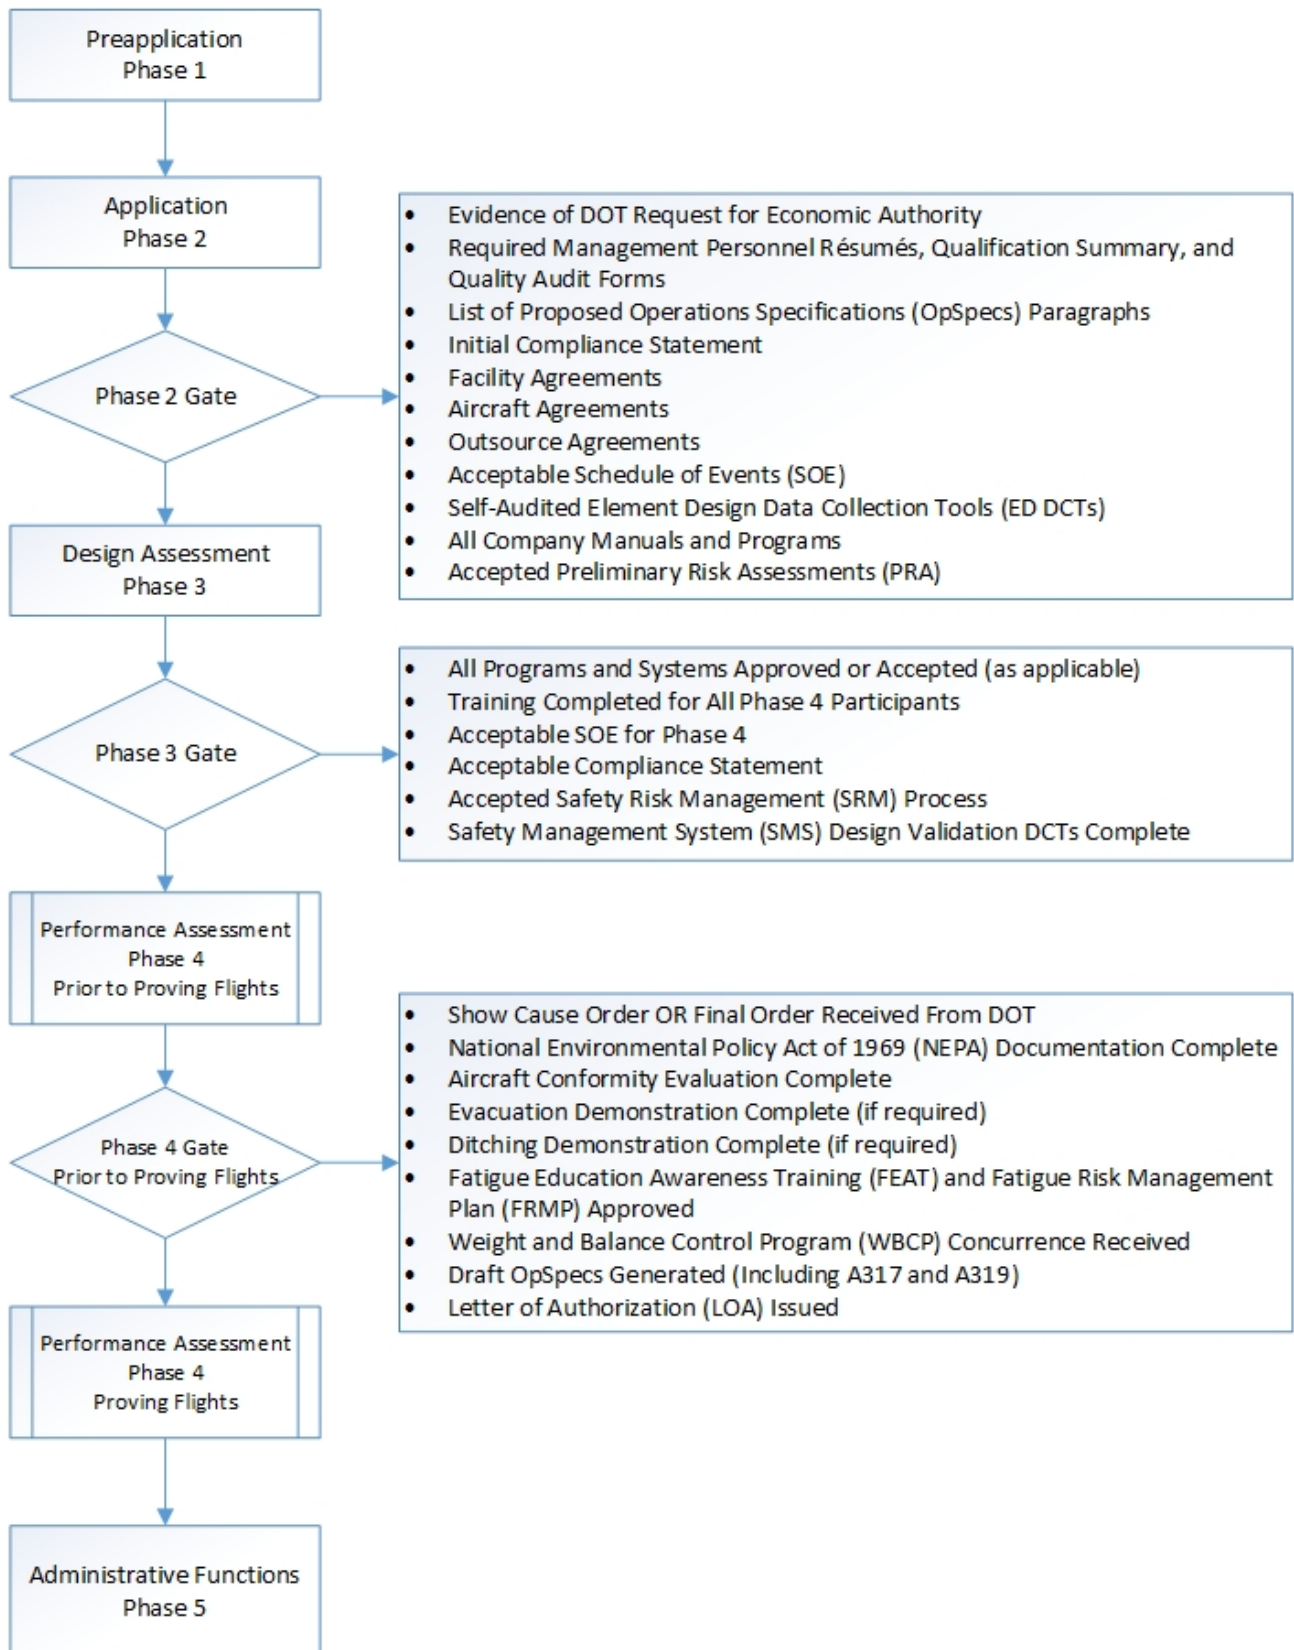 Preapplication
Phase 1
Application
Phase 2
• Evidence of DOT Request for Economic Authority
• Required Management Personnel Résumés, Qualification Summary, and
Quality Audit Forms
• List of Proposed Operations Specifications (OpSpecs) Paragraphs
• Initial Compliance Statement
• Facility Agreements
• Aircraft Agreements
• Outsource Agreements
• Acceptable Schedule of Events (SOE)
• Self-Audited Element Design Data Collection Tools (ED DCTs)
• All Company Manuals and Programs
• Accepted Preliminary Risk Assessments (PRA)
Phase 2 Gate
Design Assessment
Phase 3
• All Programs and Systems Approved or Accepted (as applicable)
• Training Completed for All Phase 4 Participants
• Acceptable SOE for Phase 4
• Acceptable Compliance Statement
• Accepted Safety Risk Management (SRM) Process
• Safety Management System (SMS) Design Validation DCTs Complete
Phase 3 Gate
Performance Assessment
Phase 4
Prior to Proving Flights
• Show Cause Order OR Final Order Received From DOT
• National Environmental Policy Act of 1969 (NEPA) Documentation Complete
• Aircraft Conformity Evaluation Complete
• Evacuation Demonstration Complete (if required)
• Ditching Demonstration Complete (if required)
• Fatigue Education Awareness Training (FEAT) and Fatigue Risk Management
Plan (FRMP) Approved
• Weight and Balance Control Program (WBCP) Concurrence Received
• Draft OpSpecs Generated (Including A317 and A319)
• Letter of Authorization (LOA) Issued
Phase 4 Gate
Prior to Proving Flights
Performance Assessment
Phase 4
Proving Flights
Administrative Functions
Phase 5